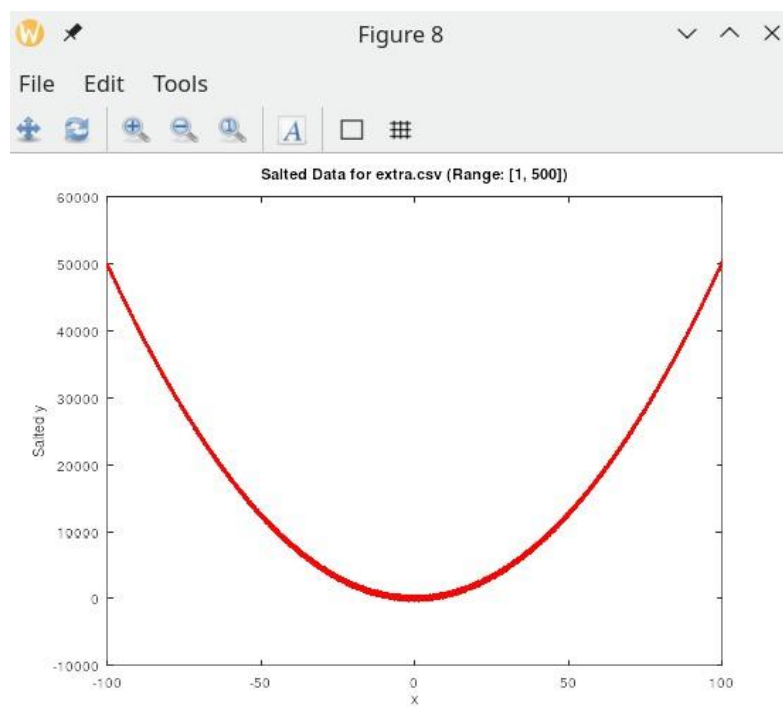 W Figure 8
File Edit Tools
1 A
Salted Data for extra.csv (Range: [1, 500])
60000
50000
40000
30000
20000
10000
0
-10000
Salted y
-100 -50 0 50 100
x